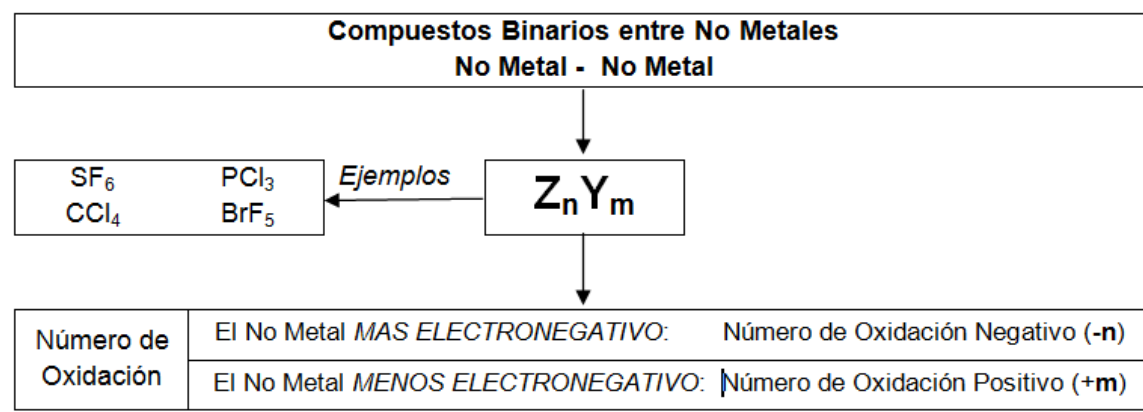 Compuestos Binarios entre No Metales
No Metal - No Metal
SF₆ PCl₃
CCl₄ BrF₅
Ejemplos
ZₙYₘ
Número de
Oxidación
El No Metal MAS ELECTRONEGATIVO: Número de Oxidación Negativo (-n)
El No Metal MENOS ELECTRONEGATIVO: Número de Oxidación Positivo (+m)